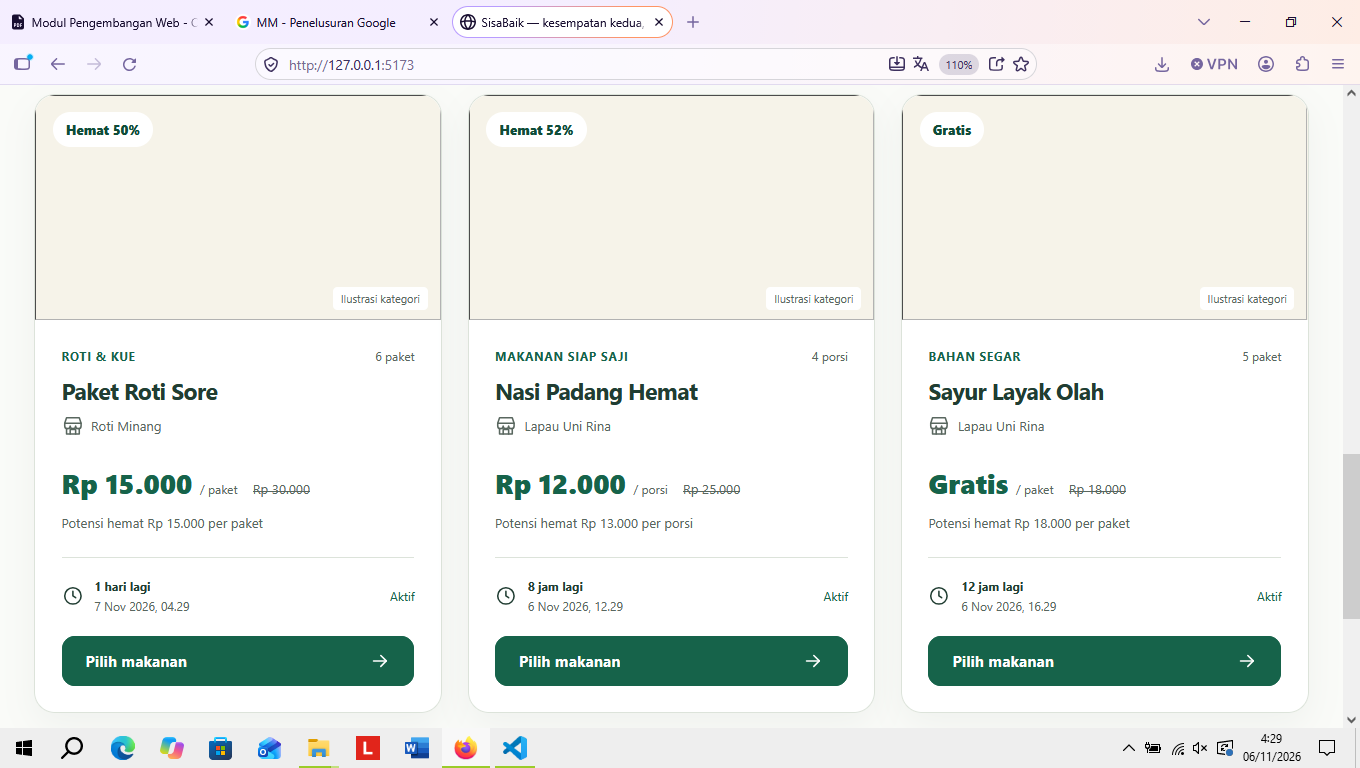 Modul Pengembangan Web - C
MM - Penelusuran Google
SisaBaik — kesempatan kedua,
http://127.0.0.1:5173
110%
VPN
Hemat 50%
Ilustrasi kategori
ROTI & KUE
6 paket
Paket Roti Sore
Roti Minang
Rp 15.000 / paket Rp 30.000
Potensi hemat Rp 15.000 per paket
1 hari lagi
7 Nov 2026, 04.29
Aktif
Pilih makanan
Hemat 52%
Ilustrasi kategori
MAKANAN SIAP SAJI
4 porsi
Nasi Padang Hemat
Lapau Uni Rina
Rp 12.000 / porsi Rp 25.000
Potensi hemat Rp 13.000 per porsi
8 jam lagi
6 Nov 2026, 12.29
Aktif
Pilih makanan
Gratis
Ilustrasi kategori
BAHAN SEGAR
5 paket
Sayur Layak Olah
Lapau Uni Rina
Gratis / paket Rp 18.000
Potensi hemat Rp 18.000 per paket
12 jam lagi
6 Nov 2026, 16.29
Aktif
Pilih makanan
L
W
4:29
06/11/2026